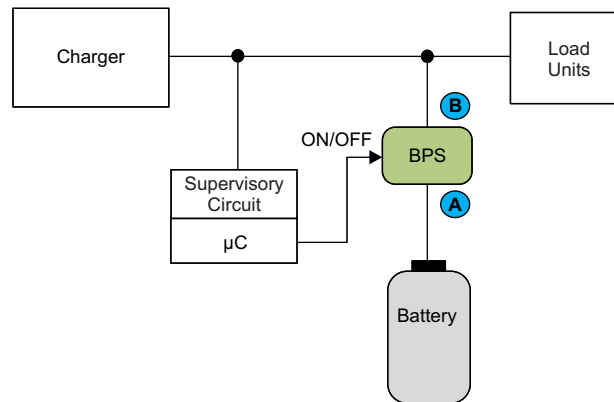 Charger
Load
Units
B
ON/OFF
BPS
Supervisory
Circuit
A
µC
Battery